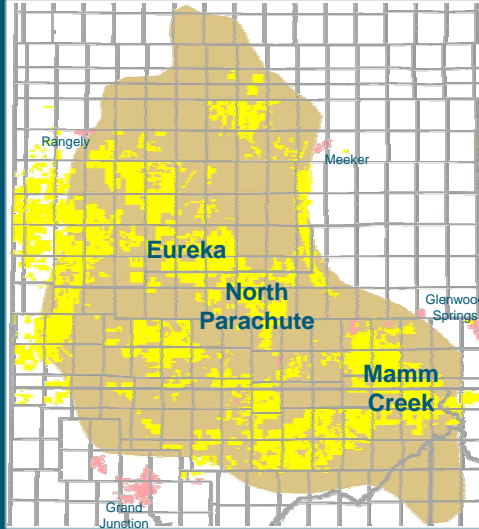 Rangely
Meeker
Eureka
North
Parachute
Glenwood
Springs
Mamm
Creek
Grand
Junction